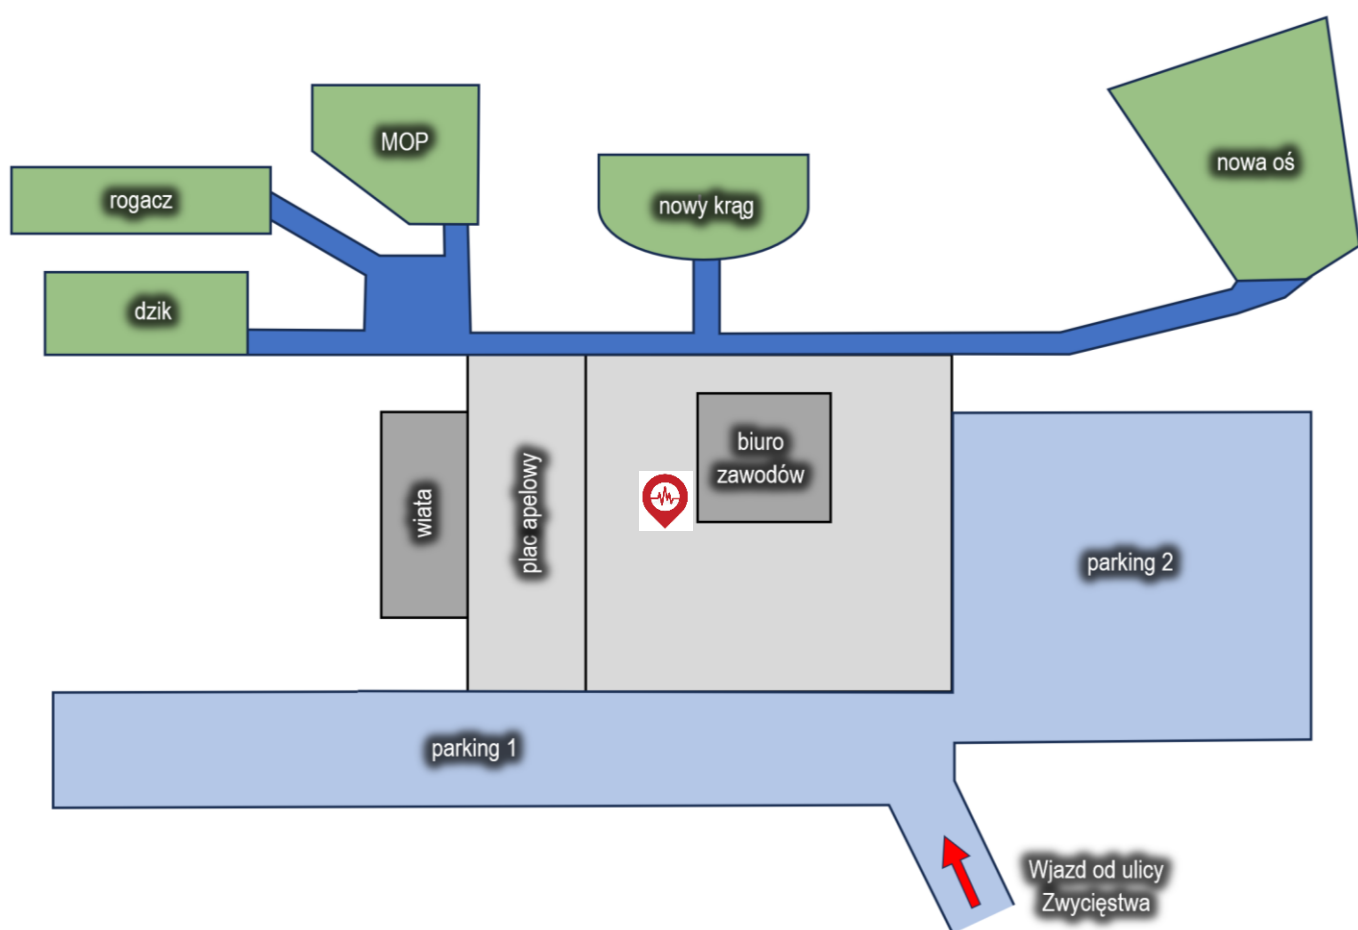 MOP
nowa oś
rogacz
nowy krąg
dzik
biuro
zawodów
wiata
plac apelowy
parking 2
parking 1
Wjazd od ulicy
Zwycięstwa